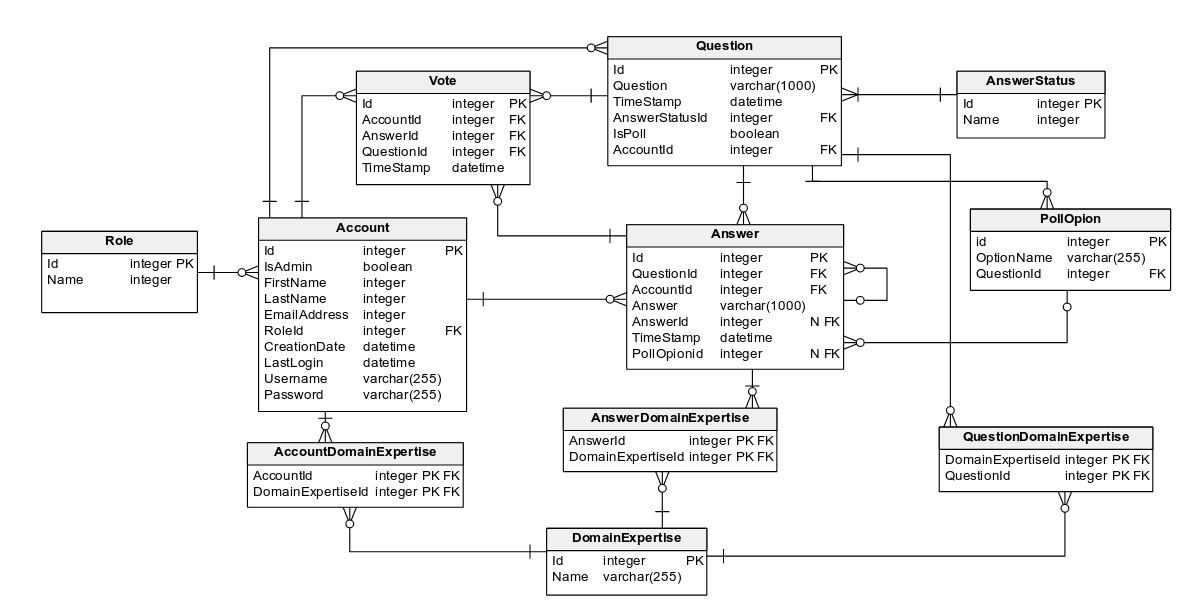 Question
Id integer PK
Question varchar(1000)
TimeStamp datetime
AnswerStatusId integer FK
IsPoll boolean
AccountId integer FK
Vote
Id integer PK
AccountId integer FK
AnswerId integer FK
QuestionId integer FK
TimeStamp datetime
AnswerStatus
Id integer PK
Name integer
Role
Id integer PK
Name integer
Account
Id integer PK
IsAdmin boolean
FirstName integer
LastName integer
EmailAddress integer
RoleId integer FK
CreationDate datetime
LastLogin datetime
Username varchar(255)
Password varchar(255)
Answer
Id integer PK
QuestionId integer FK
AccountId integer FK
Answer varchar(1000)
AnswerId integer N FK
TimeStamp datetime
PollOpionid integer N FK
PollOpion
id integer PK
OptionName varchar(255)
QuestionId integer FK
AccountDomainExpertise
AccountId integer PK FK
DomainExpertiseId integer PK FK
AnswerDomainExpertise
AnswerId integer PK FK
DomainExpertiseId integer PK FK
QuestionDomainExpertise
DomainExpertiseId integer PK FK
QuestionId integer PK FK
DomainExpertise
Id integer PK
Name varchar(255)